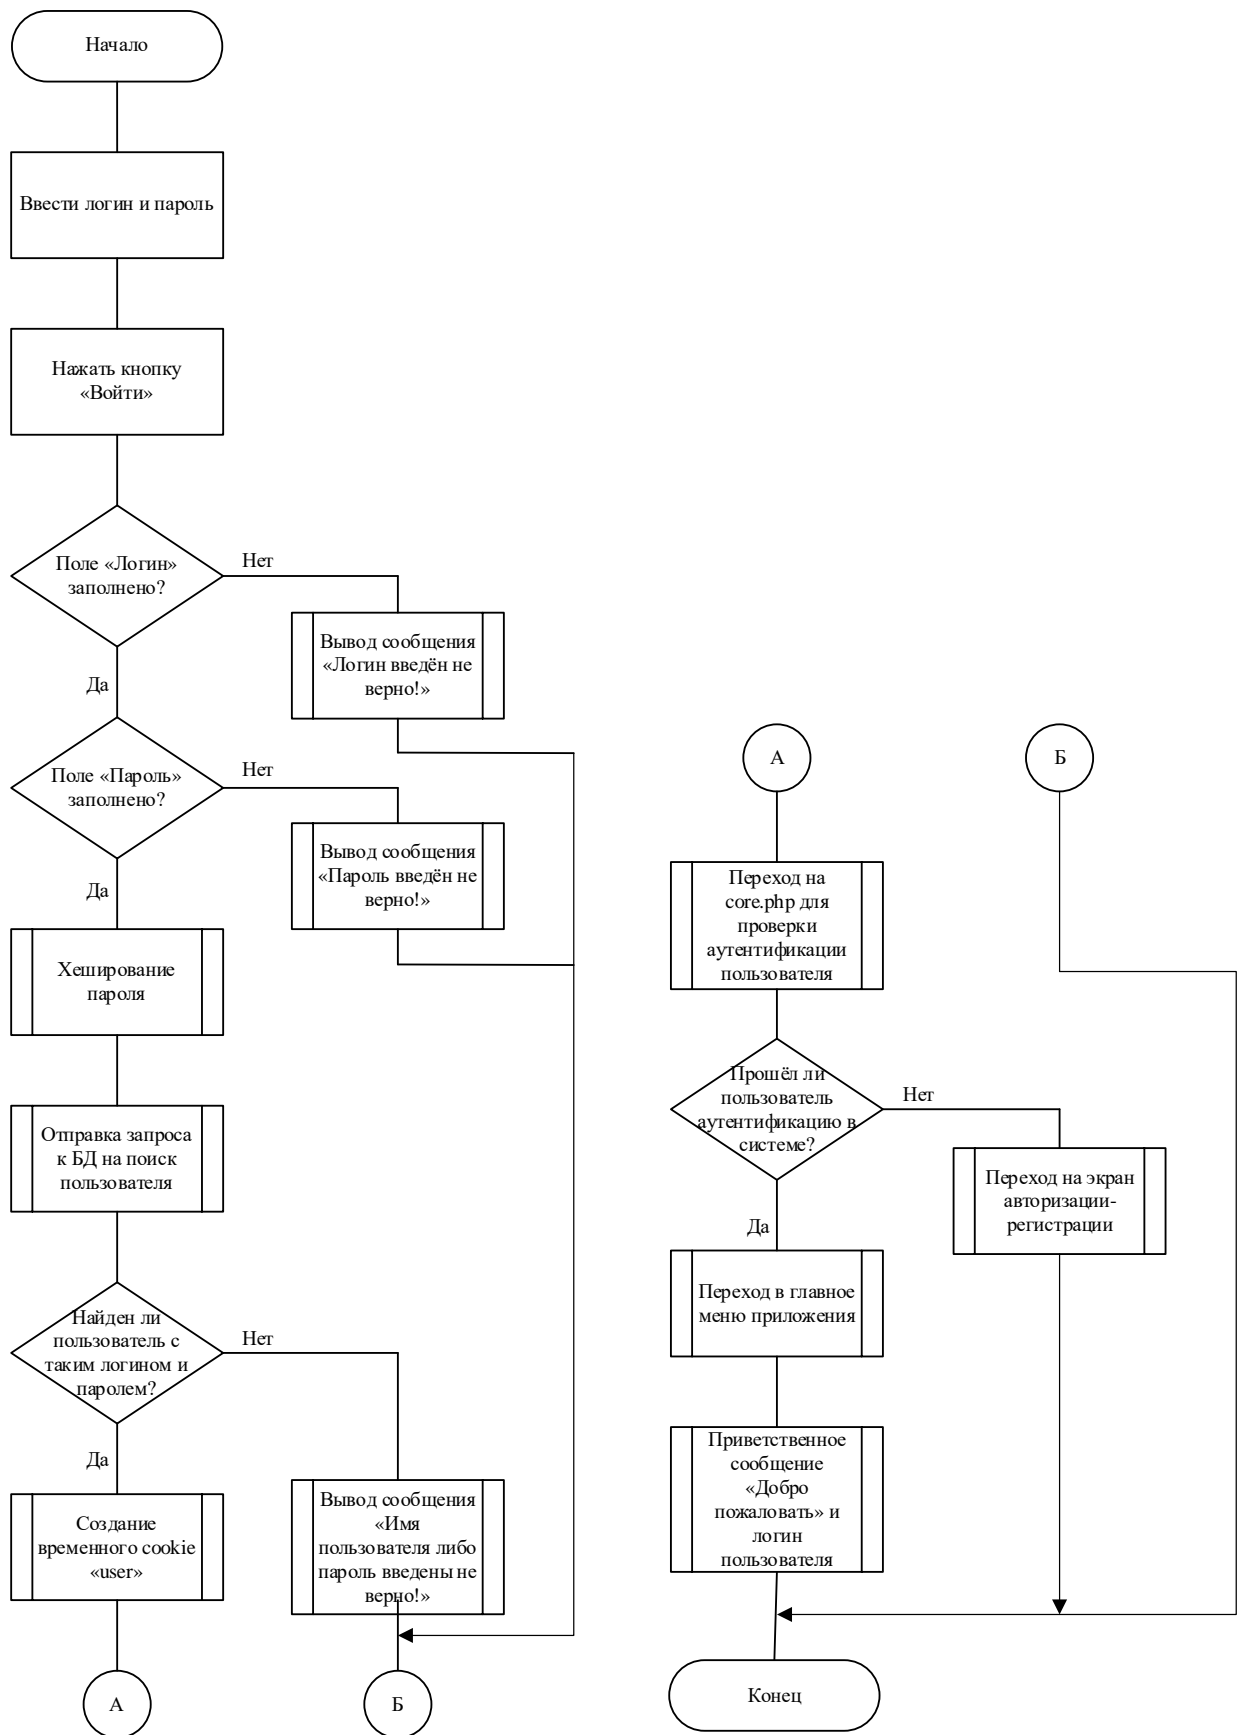 Начало
Ввести логин и пароль
Нажать кнопку
«Войти»
Поле «Логин»
заполнено?
Нет
Вывод сообщения
«Логин введён не
верно!»
Да
Поле «Пароль»
заполнено?
Нет
Вывод сообщения
«Пароль введён не
верно!»
Да
Хеширование
пароля
Отправка запроса
к БД на поиск
пользователя
Найден ли
пользователь с
таким логином и
паролем?
Нет
Вывод сообщения
«Имя
пользователя либо
пароль введены не
верно!»
Да
Создание
временного cookie
«user»
А
Б
А
Б
Переход на
core.php для
проверки
аутентификации
пользователя
Прошёл ли
пользователь
аутентификацию в
системе?
Нет
Переход на экран
авторизации-
регистрации
Да
Переход в главное
меню приложения
Приветственное
сообщение
«Добро
пожаловать» и
логин
пользователя
Конец